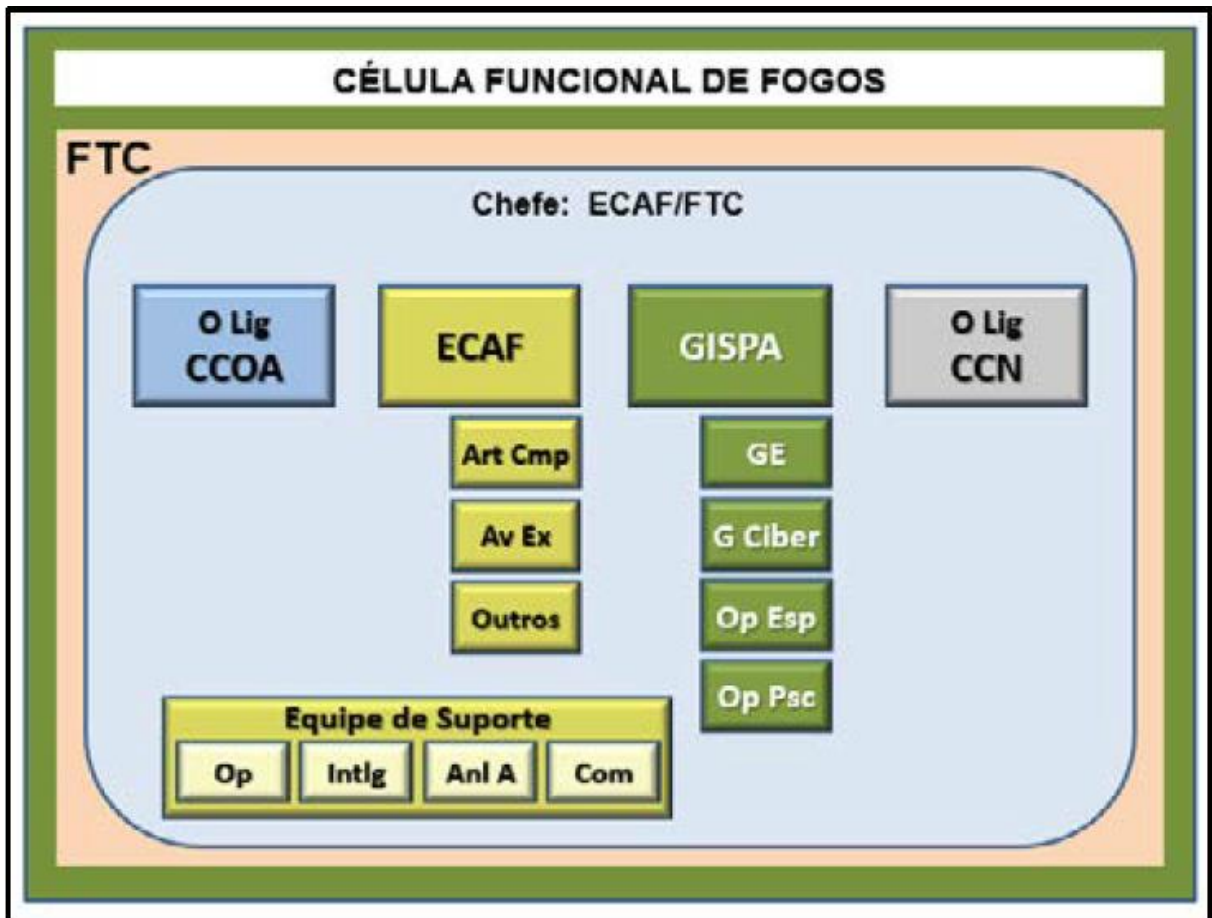 CÉLULA FUNCIONAL DE FOGOS
FTC
Chefe: ECAF/FTC
O Lig
CCOA
ECAF
GISPA
O Lig
CCN
Art Cmp
GE
Av Ex
G Ciber
Outros
Op Esp
Op Psc
Equipe de Suporte
Op
Intlg
Anl A
Com